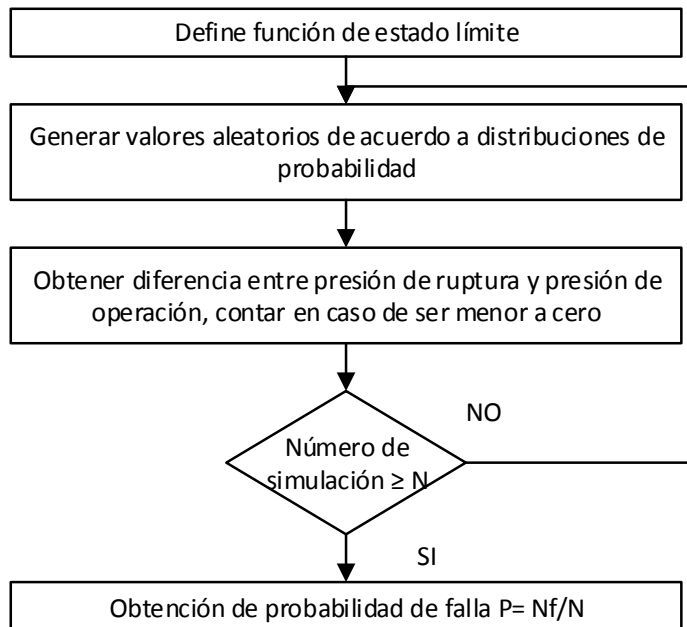 Define función de estado límite
Generar valores aleatorios de acuerdo a distribuciones de
probabilidad
Obtener diferencia entre presión de ruptura y presión de
operación, contar en caso de ser menor a cero
NO
Número de
simulación ≥ N
SI
Obtención de probabilidad de falla P= Nf/N